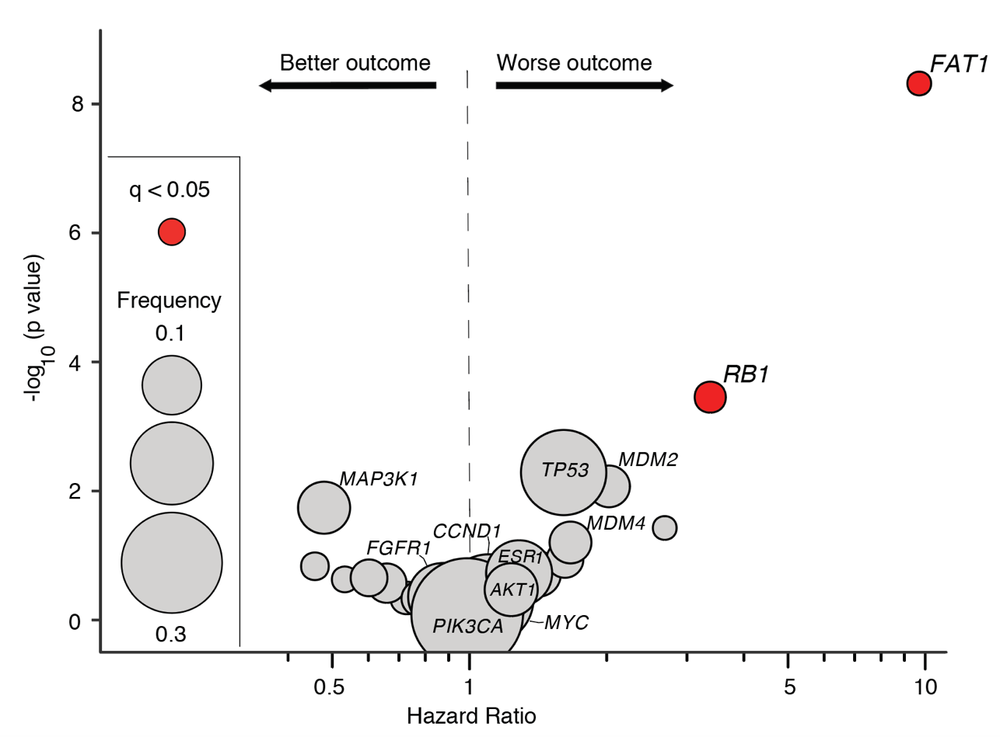 Better outcome
Worse outcome
FAT1
8
q < 0.05
6
Frequency
0.1
4
-log10 (p value)
RB1
TP53
MDM2
2
MAP3K1
MDM4
CCND1
FGFR1
ESR1
AKT1
0
PIK3CA
MYC
0.3
0.5
1
5
10
Hazard Ratio